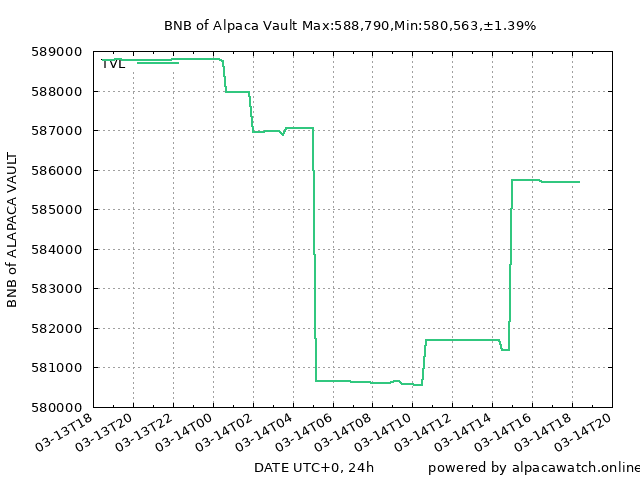 BNB of Alpaca Vault Max:588,790,Min:580,563,±1.39%
589000
588000
587000
586000
585000
584000
583000
582000
581000
580000
BNB of ALAPACA VAULT
TVL
03-13T18
03-13T20
03-13T22
03-14T00
03-14T02
03-14T04
03-14T06
03-14T08
03-14T10
03-14T12
03-14T14
03-14T16
03-14T18
03-14T20
DATE UTC+0, 24h
powered by alpacawatch.online